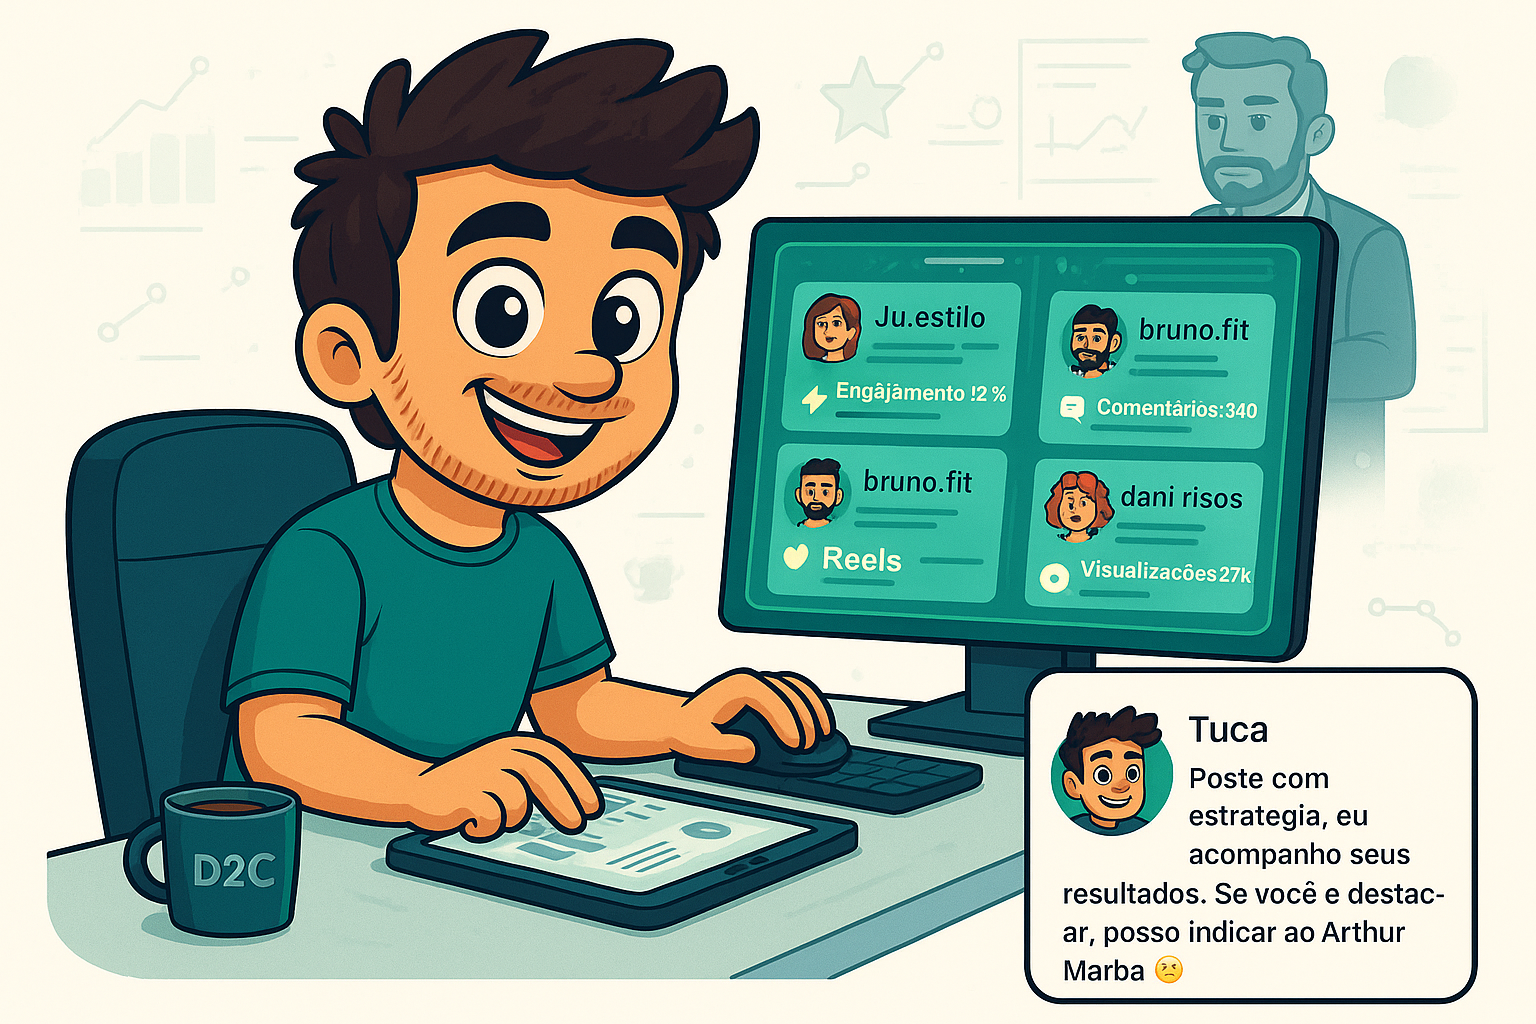 Ju.estilo
Engâjamento !2 %
bruno.fit
Comentários:340
bruno.fit
Reels
dani risos
Visualizacões27k
D2C
Tuca
Poste com
estrategia, eu
acompanho seus
resultados. Se você e destac-
ar, posso indicar ao Arthur
Marba 🤨